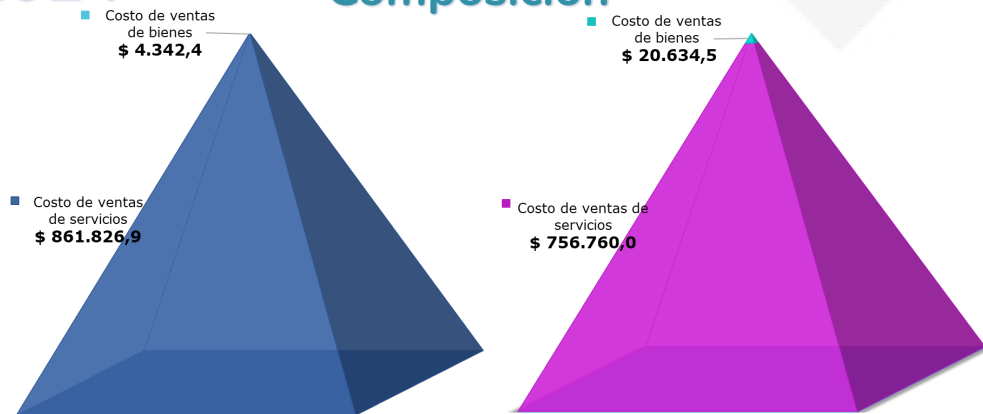 Composición
Costo de ventas
de bienes
$ 4.342,4
Costo de ventas
de servicios
$ 861.826,9
Costo de ventas
de bienes
$ 20.634,5
Costo de ventas de
servicios
$ 756.760,0